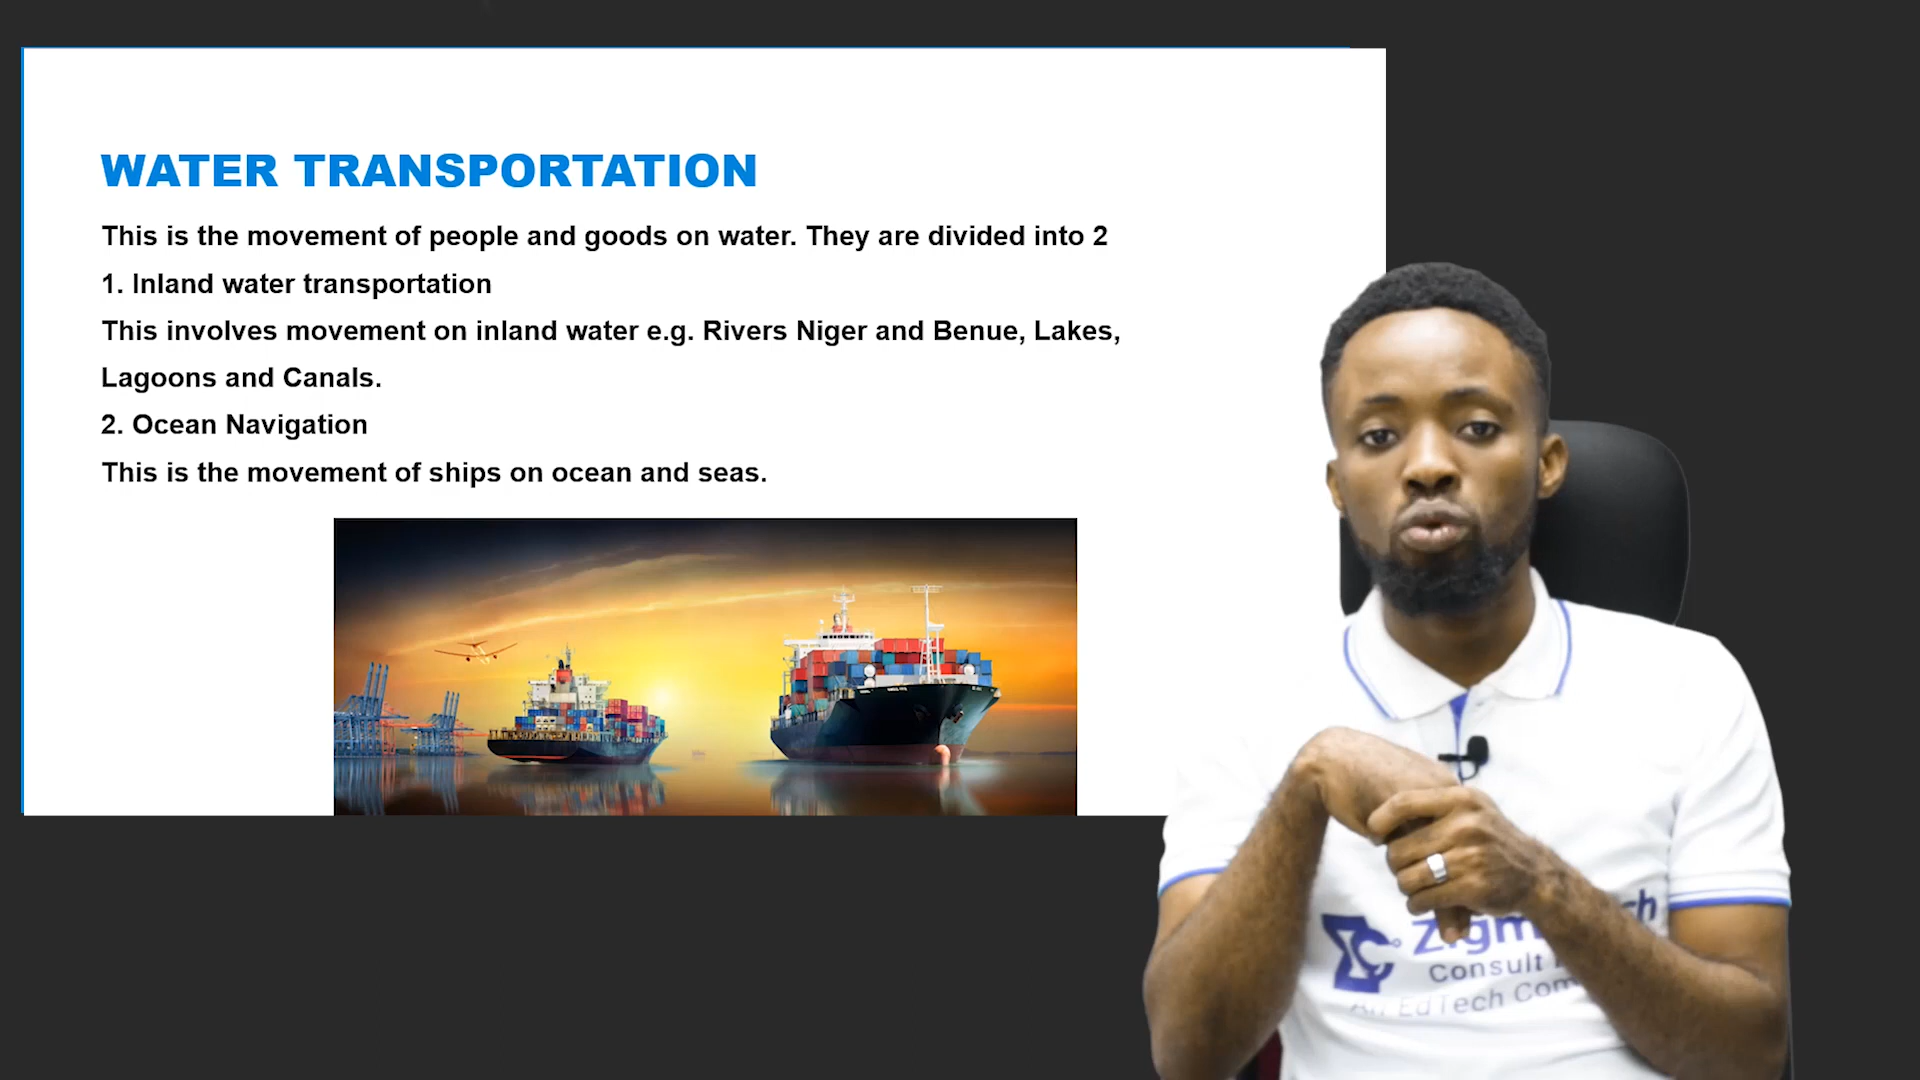 WATER TRANSPORTATION
This is the movement of people and goods on water. They are divided into 2
1. Inland water transportation
This involves movement on inland water e.g. Rivers Niger and Benue, Lakes,
Lagoons and Canals.
2. Ocean Navigation
This is the movement of ships on ocean and seas.
Consult
EdTech